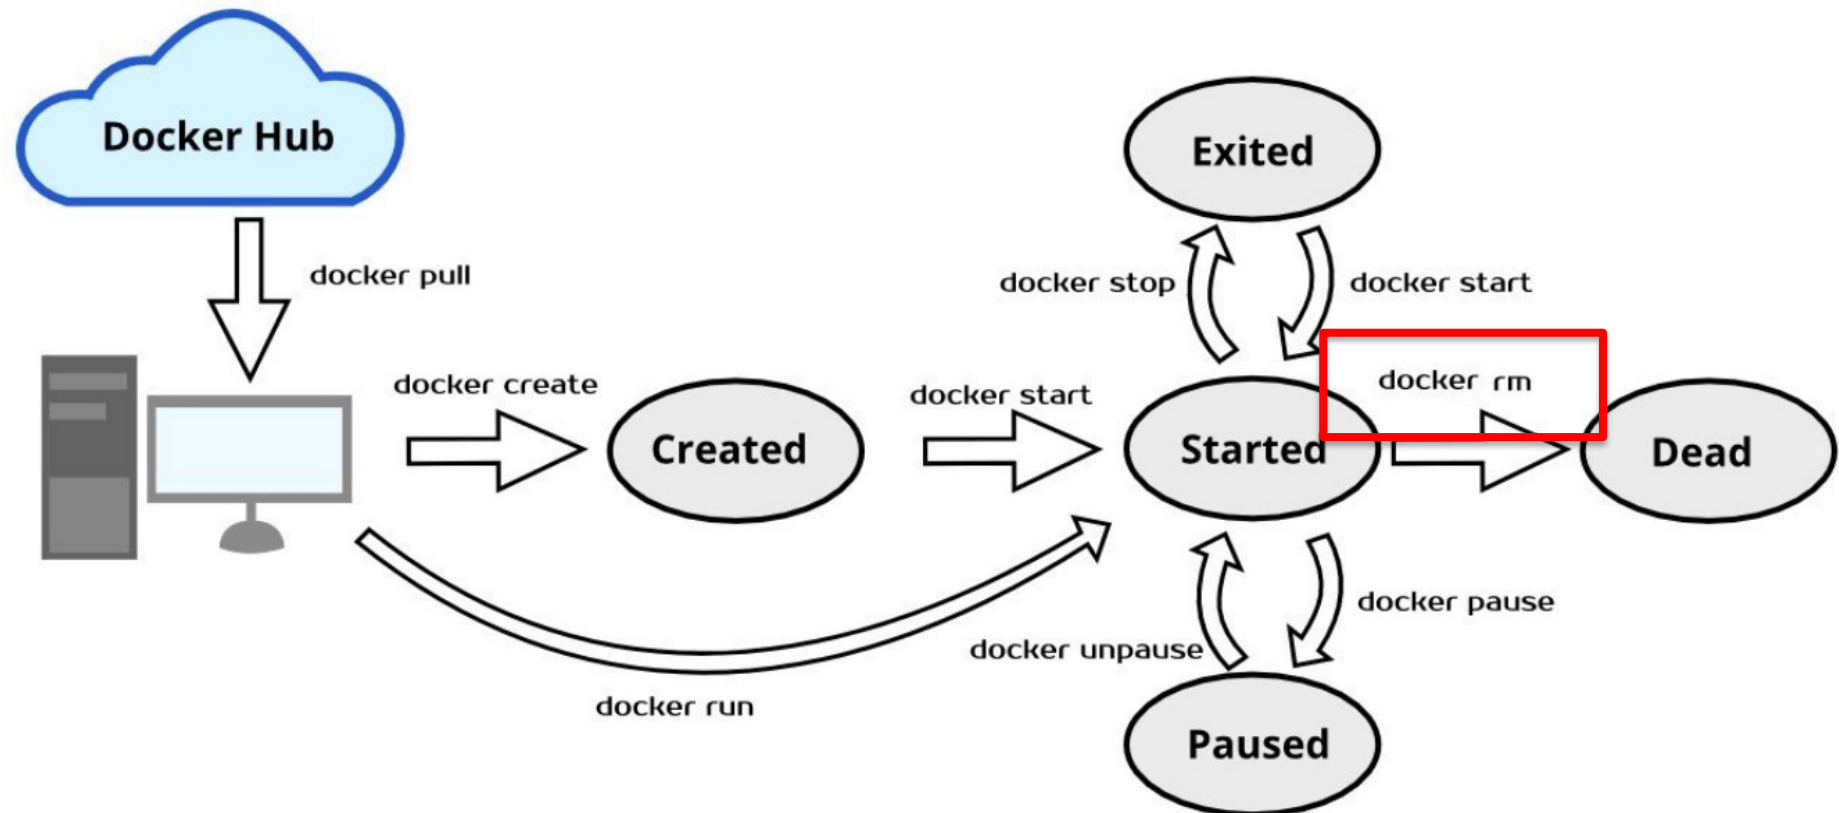 Docker Hub
docker pull
Exited
docker stop
docker start
docker create
Created
docker start
Started
docker rm
Dead
docker run
docker unpause
docker pause
Paused